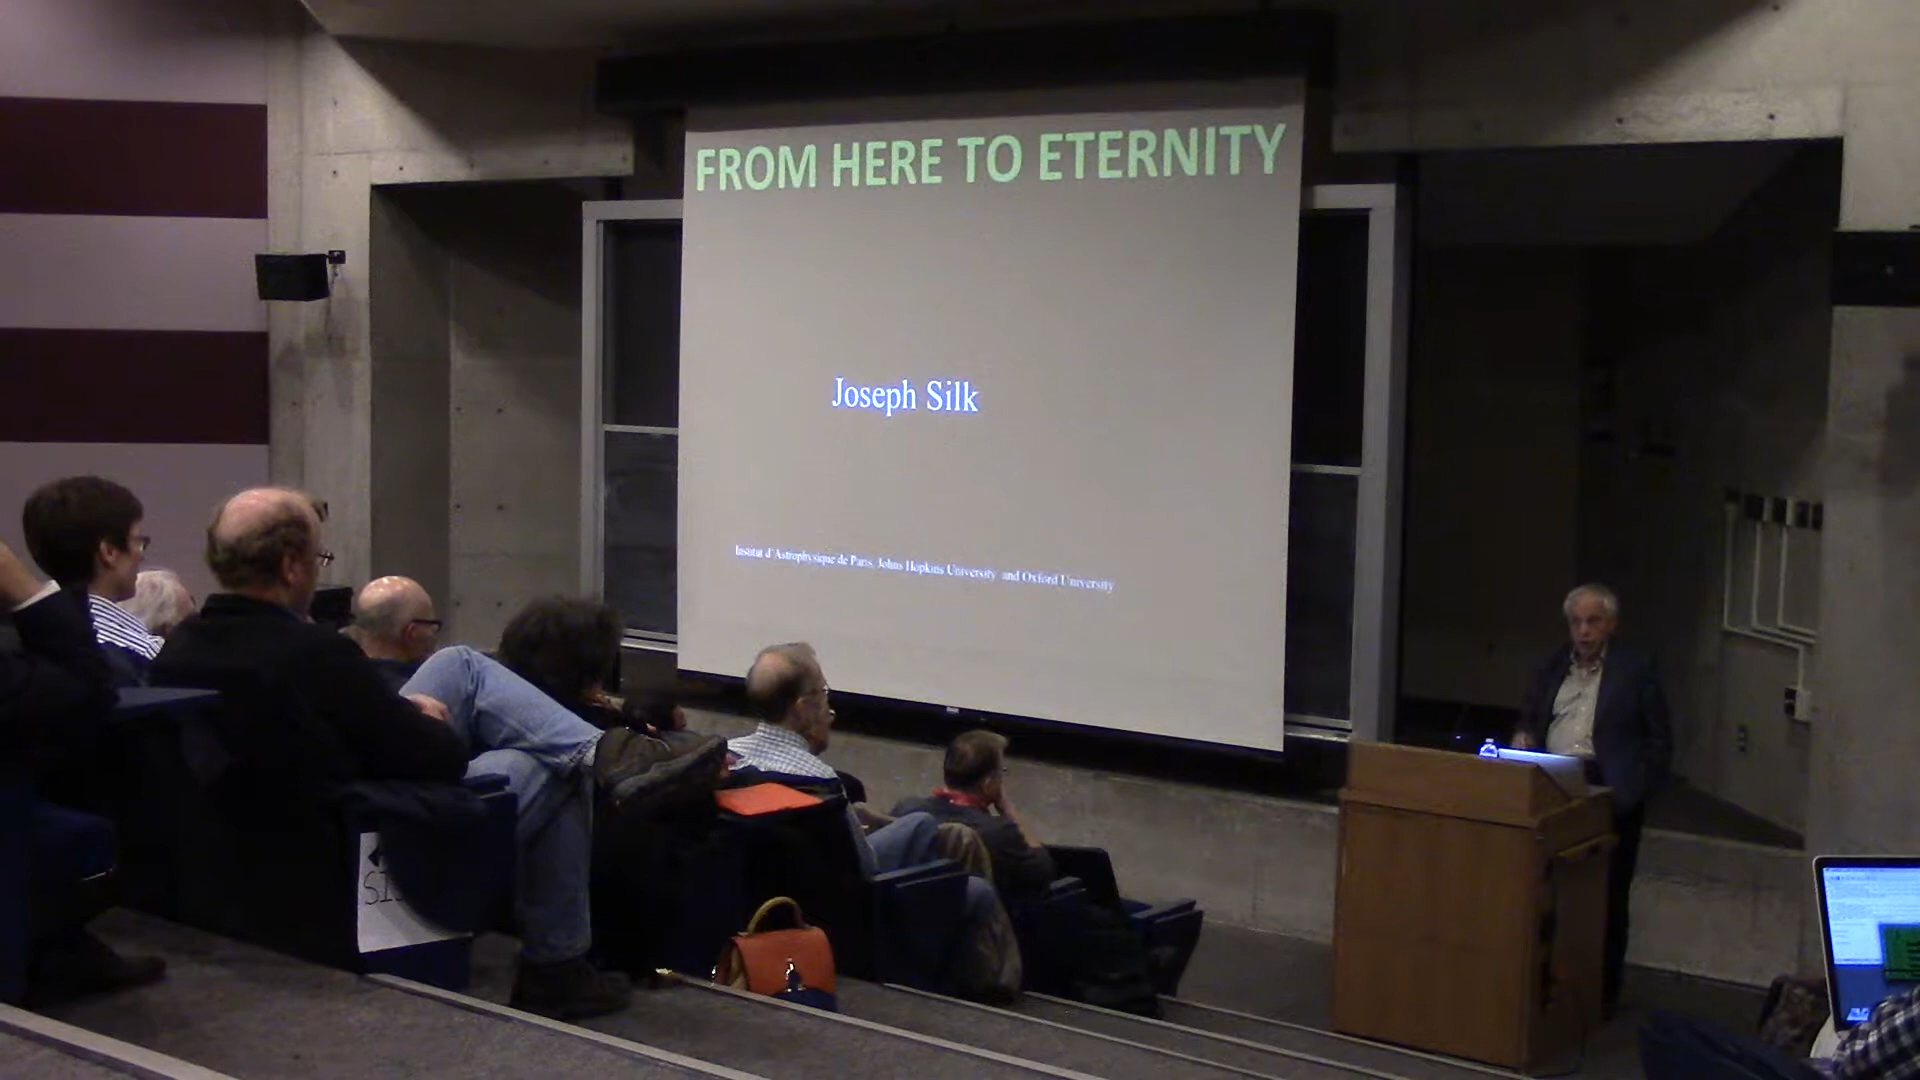 FROM HERE TO ETERNITY
Joseph Silk
Institut d'Astrophysique de Paris, Johns Hopkins University and Oxford University